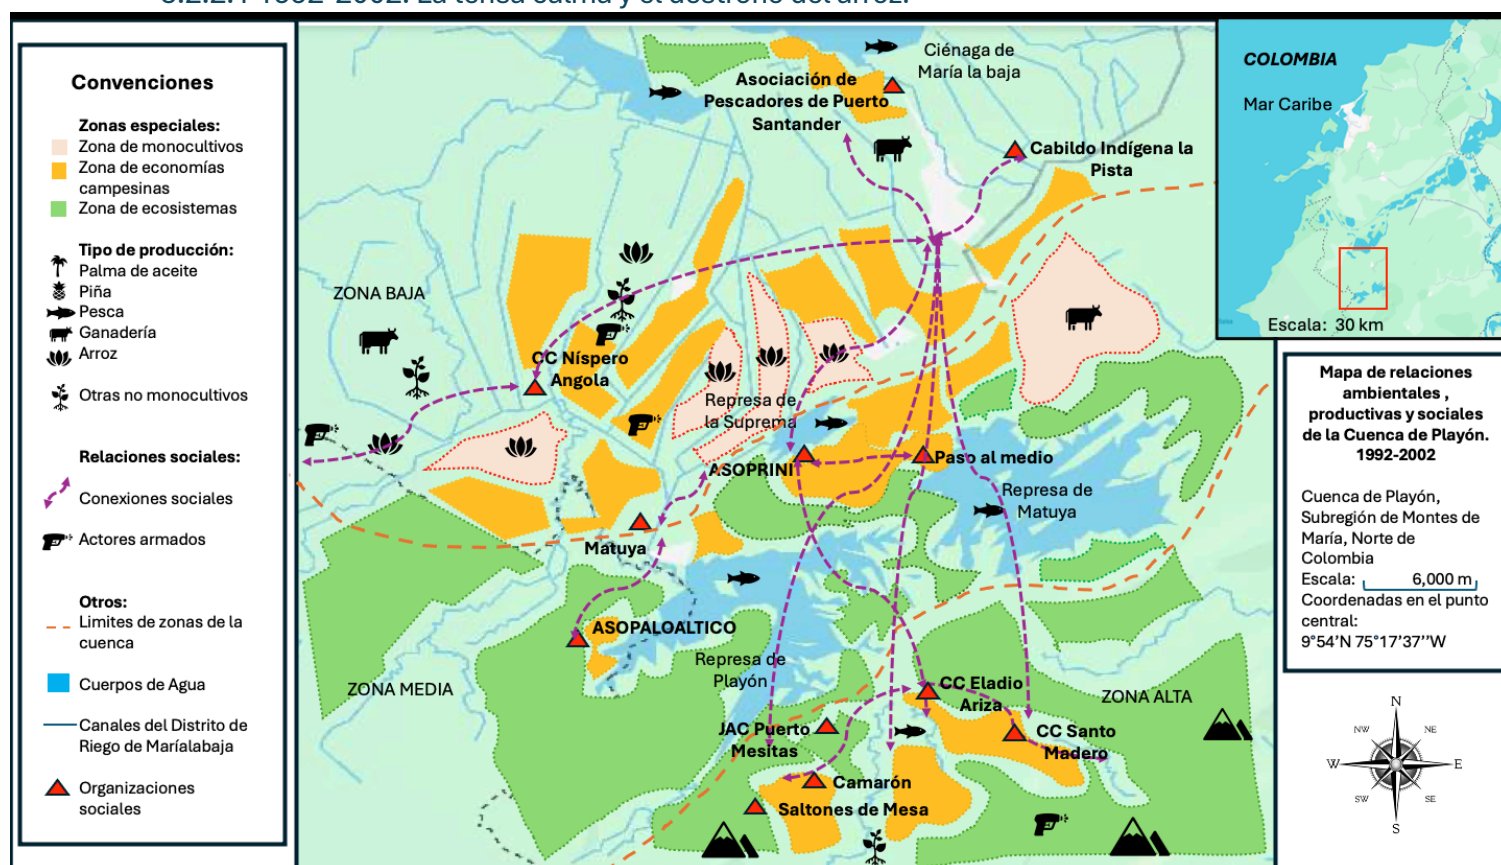 Convenciones
Zonas especiales:
Zona de monocultivos
Zona de economías
campesinas
Zona de ecosistemas
Tipo de producción:
Palma de aceite
Piña
Pesca
Ganadería
Arroz
Otras no monocultivos
Relaciones sociales:
Conexiones sociales
Actores armados
Otros:
Limites de zonas de la
cuenca
Cuerpos de Agua
Canales del Distrito de
Riego de Maríalabaja
Organizaciones
sociales
Ciénaga de
María la baja
Asociación de
Pescadores de Puerto
Santander
Cabildo Indígena la
Pista
ZONA BAJA
CC Níspero
Angola
Represa de
la Suprema
ASOPRINI
Paso al medio
Represa de
Matuya
Matuya
ASOPALOALTICO
Represa de
Playón
ZONA MEDIA
CC Eladio
Ariza
ZONA ALTA
JAC Puerto
Mesitas
CC Santo
Madero
Camarón
Saltones de Mesa
COLOMBIA
Mar Caribe
Escala: 30 km
Mapa de relaciones
ambientales ,
productivas y sociales
de la Cuenca de Playón.
1992-2002
Cuenca de Playón,
Subregión de Montes de
María, Norte de
Colombia
Escala: 6,000 m
Coordenadas en el punto
central:
9°54’N 75°17’37’’W
N
NW NE
W E
SW SE
S